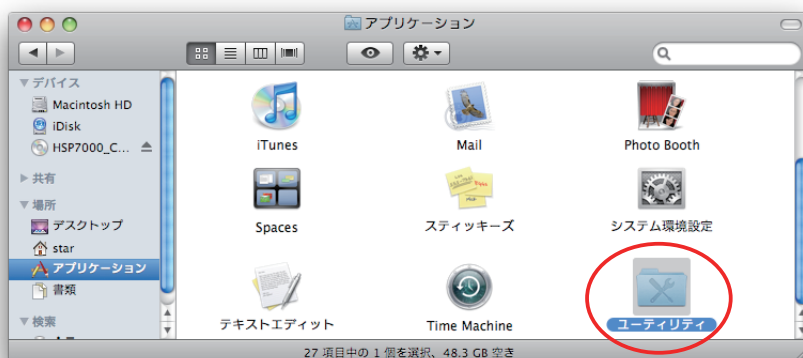 アプリケーション
デバイス
Macintosh HD
iDisk
HSP7000_C...
共有
場所
デスクトップ
star
アプリケーション
書類
検索
iTunes
Mail
Photo Booth
Spaces
スティッキーズ
システム環境設定
テキストエディット
Time Machine
ユーティリティ
27 項目中の 1 個を選択、48.3 GB 空き